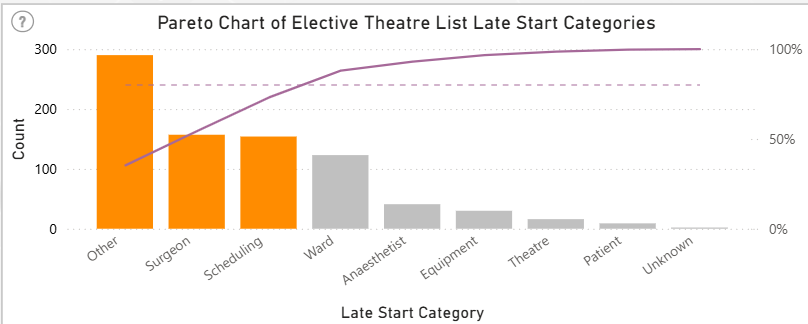 ?
Pareto Chart of Elective Theatre List Late Start Categories
300
200
100
0
Count
100%
50%
0%
Other
Surgeon
Scheduling
Ward
Anaesthetist
Equipment
Theatre
Patient
Unknown
Late Start Category